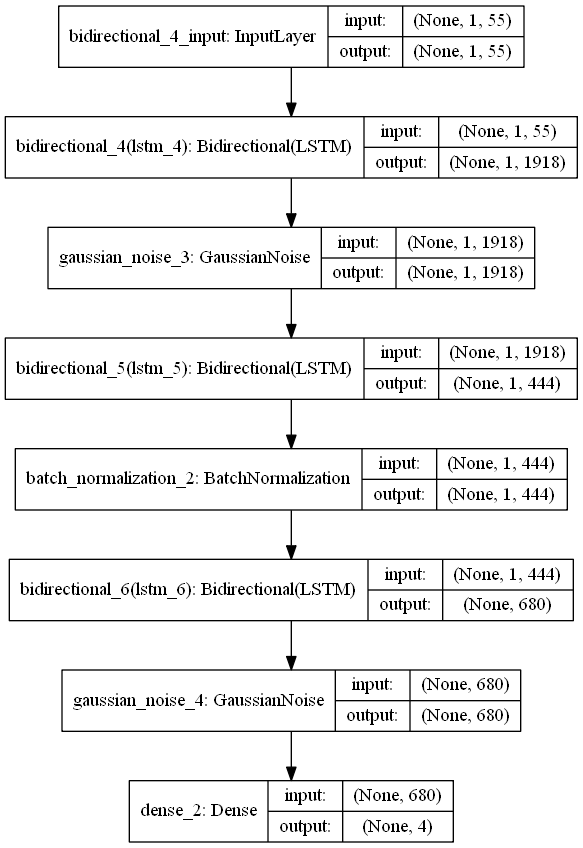 bidirectional_4_input: InputLayer
input: (None, 1, 55)
output: (None, 1, 55)
bidirectional_4(lstm_4): Bidirectional(LSTM)
input: (None, 1, 55)
output: (None, 1, 1918)
gaussian_noise_3: GaussianNoise
input: (None, 1, 1918)
output: (None, 1, 1918)
bidirectional_5(lstm_5): Bidirectional(LSTM)
input: (None, 1, 1918)
output: (None, 1, 444)
batch_normalization_2: BatchNormalization
input: (None, 1, 444)
output: (None, 1, 444)
bidirectional_6(lstm_6): Bidirectional(LSTM)
input: (None, 1, 444)
output: (None, 680)
gaussian_noise_4: GaussianNoise
input: (None, 680)
output: (None, 680)
dense_2: Dense
input: (None, 680)
output: (None, 4)